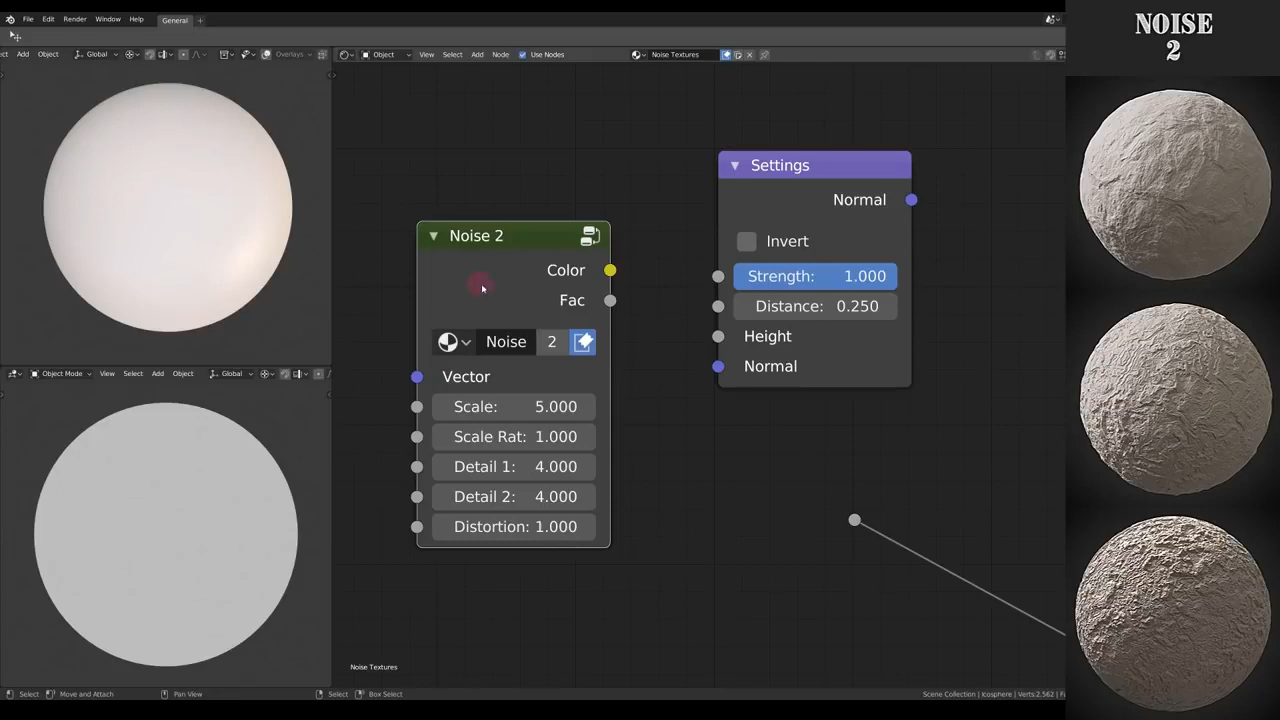 File Edit Render Window Help General +
Add Object Global Overlays
Object View Select Add Node Use Nodes Noise Textures
NOISE
2
Settings
Normal
Invert
Strength: 1.000
Distance: 0.250
Height
Normal
Noise 2
Color
Fac
Noise 2
Vector
Scale: 5.000
Scale Rat: 1.000
Detail 1: 4.000
Detail 2: 4.000
Distortion: 1.000
Object Mode View Select Add Object Global
Noise Textures
Select Move and Attach Pan View Select Box Select Scene Collection | Icosphere | Verts:2,562 |